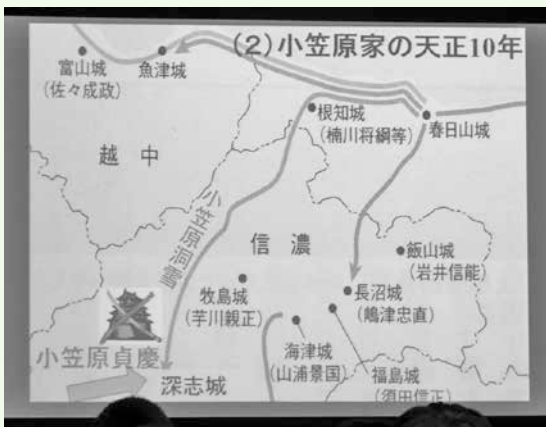 (2)小笠原家の天正10年
富山城
(佐々成政)
魚津城
根知城
(楠川将綱等)
春日山城
越中
小笠原洞雪
信濃
飯山城
(岩井信能)
牧島城
(芋川親正)
長沼城
(嶋津忠直)
海津城
(山浦景国)
福島城
(須田信正)
小笠原貞慶
深志城